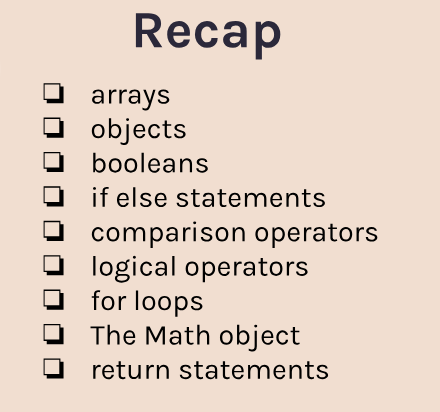 Recap
❏ arrays
❏ objects
❏ booleans
❏ if else statements
❏ comparison operators
❏ logical operators
❏ for loops
❏ The Math object
❏ return statements